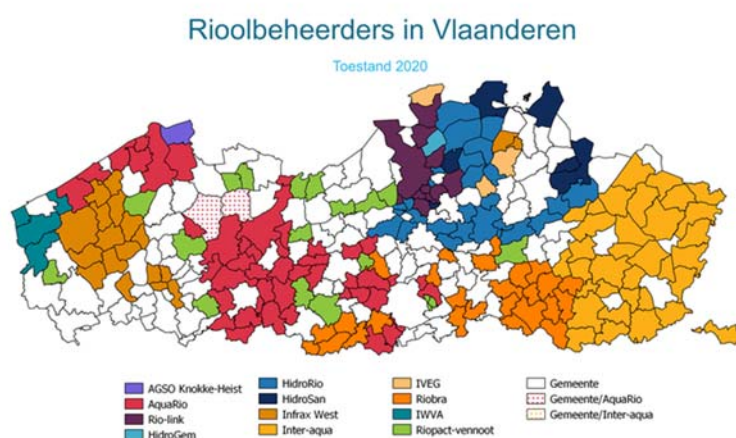 Rioolbeheerders in Vlaanderen
Toestand 2020
AGSO Knokke-Heist
AquaRio
Rio-link
HidroGem
HidroRio
HidroSan
Infrax West
Inter-aqua
IVEG
Riobra
IWVA
Riopact-vennoot
Gemeente
Gemeente/AquaRio
Gemeente/Inter-aqua